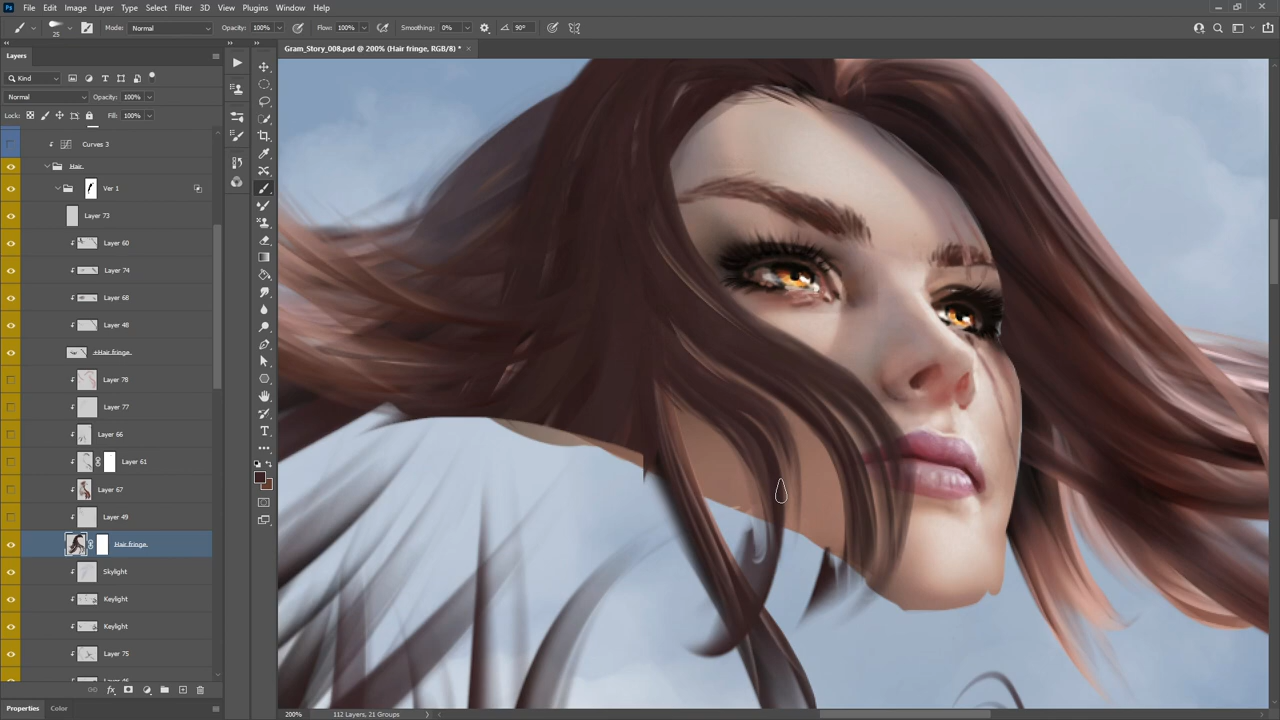 Ps File Edit Image Layer Type Select Filter 3D View Plugins Window Help
25 Mode: Normal Opacity: 100% Flow: 100% Smoothing: 0% 90°
Layers
Gram_Story_008.psd @ 200% (Hair fringe, RGB/8) * ×
Kind
Normal Opacity: 100%
Lock: Fill: 100%
Curves 3
Hair
Ver 1
Layer 73
Layer 60
Layer 74
Layer 68
Layer 48
+Hair fringe
Layer 78
Layer 77
Layer 66
Layer 61
Layer 67
Layer 49
Hair fringe
Skylight
Keylight
Keylight
Layer 75
fx
Properties Color
200% 112 Layers, 21 Groups